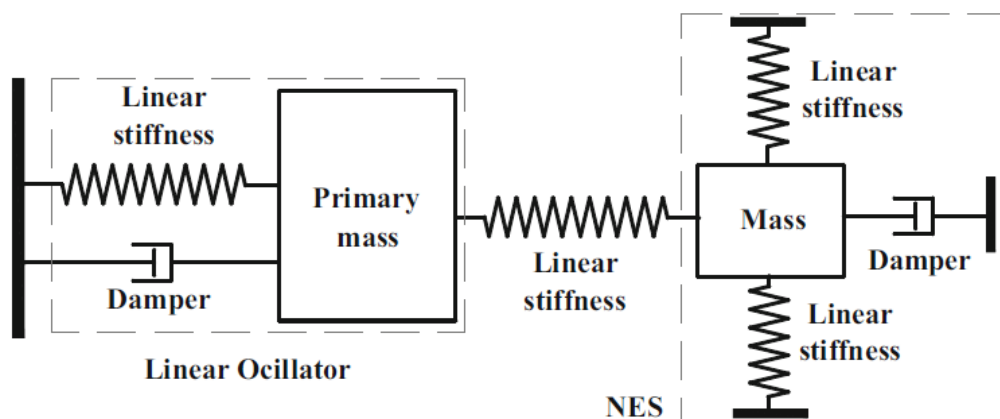 Linear
stiffness
Damper
Primary
mass
Linear Ocillator
Linear
stiffness
Linear
stiffness
Mass
Damper
Linear
stiffness
NES